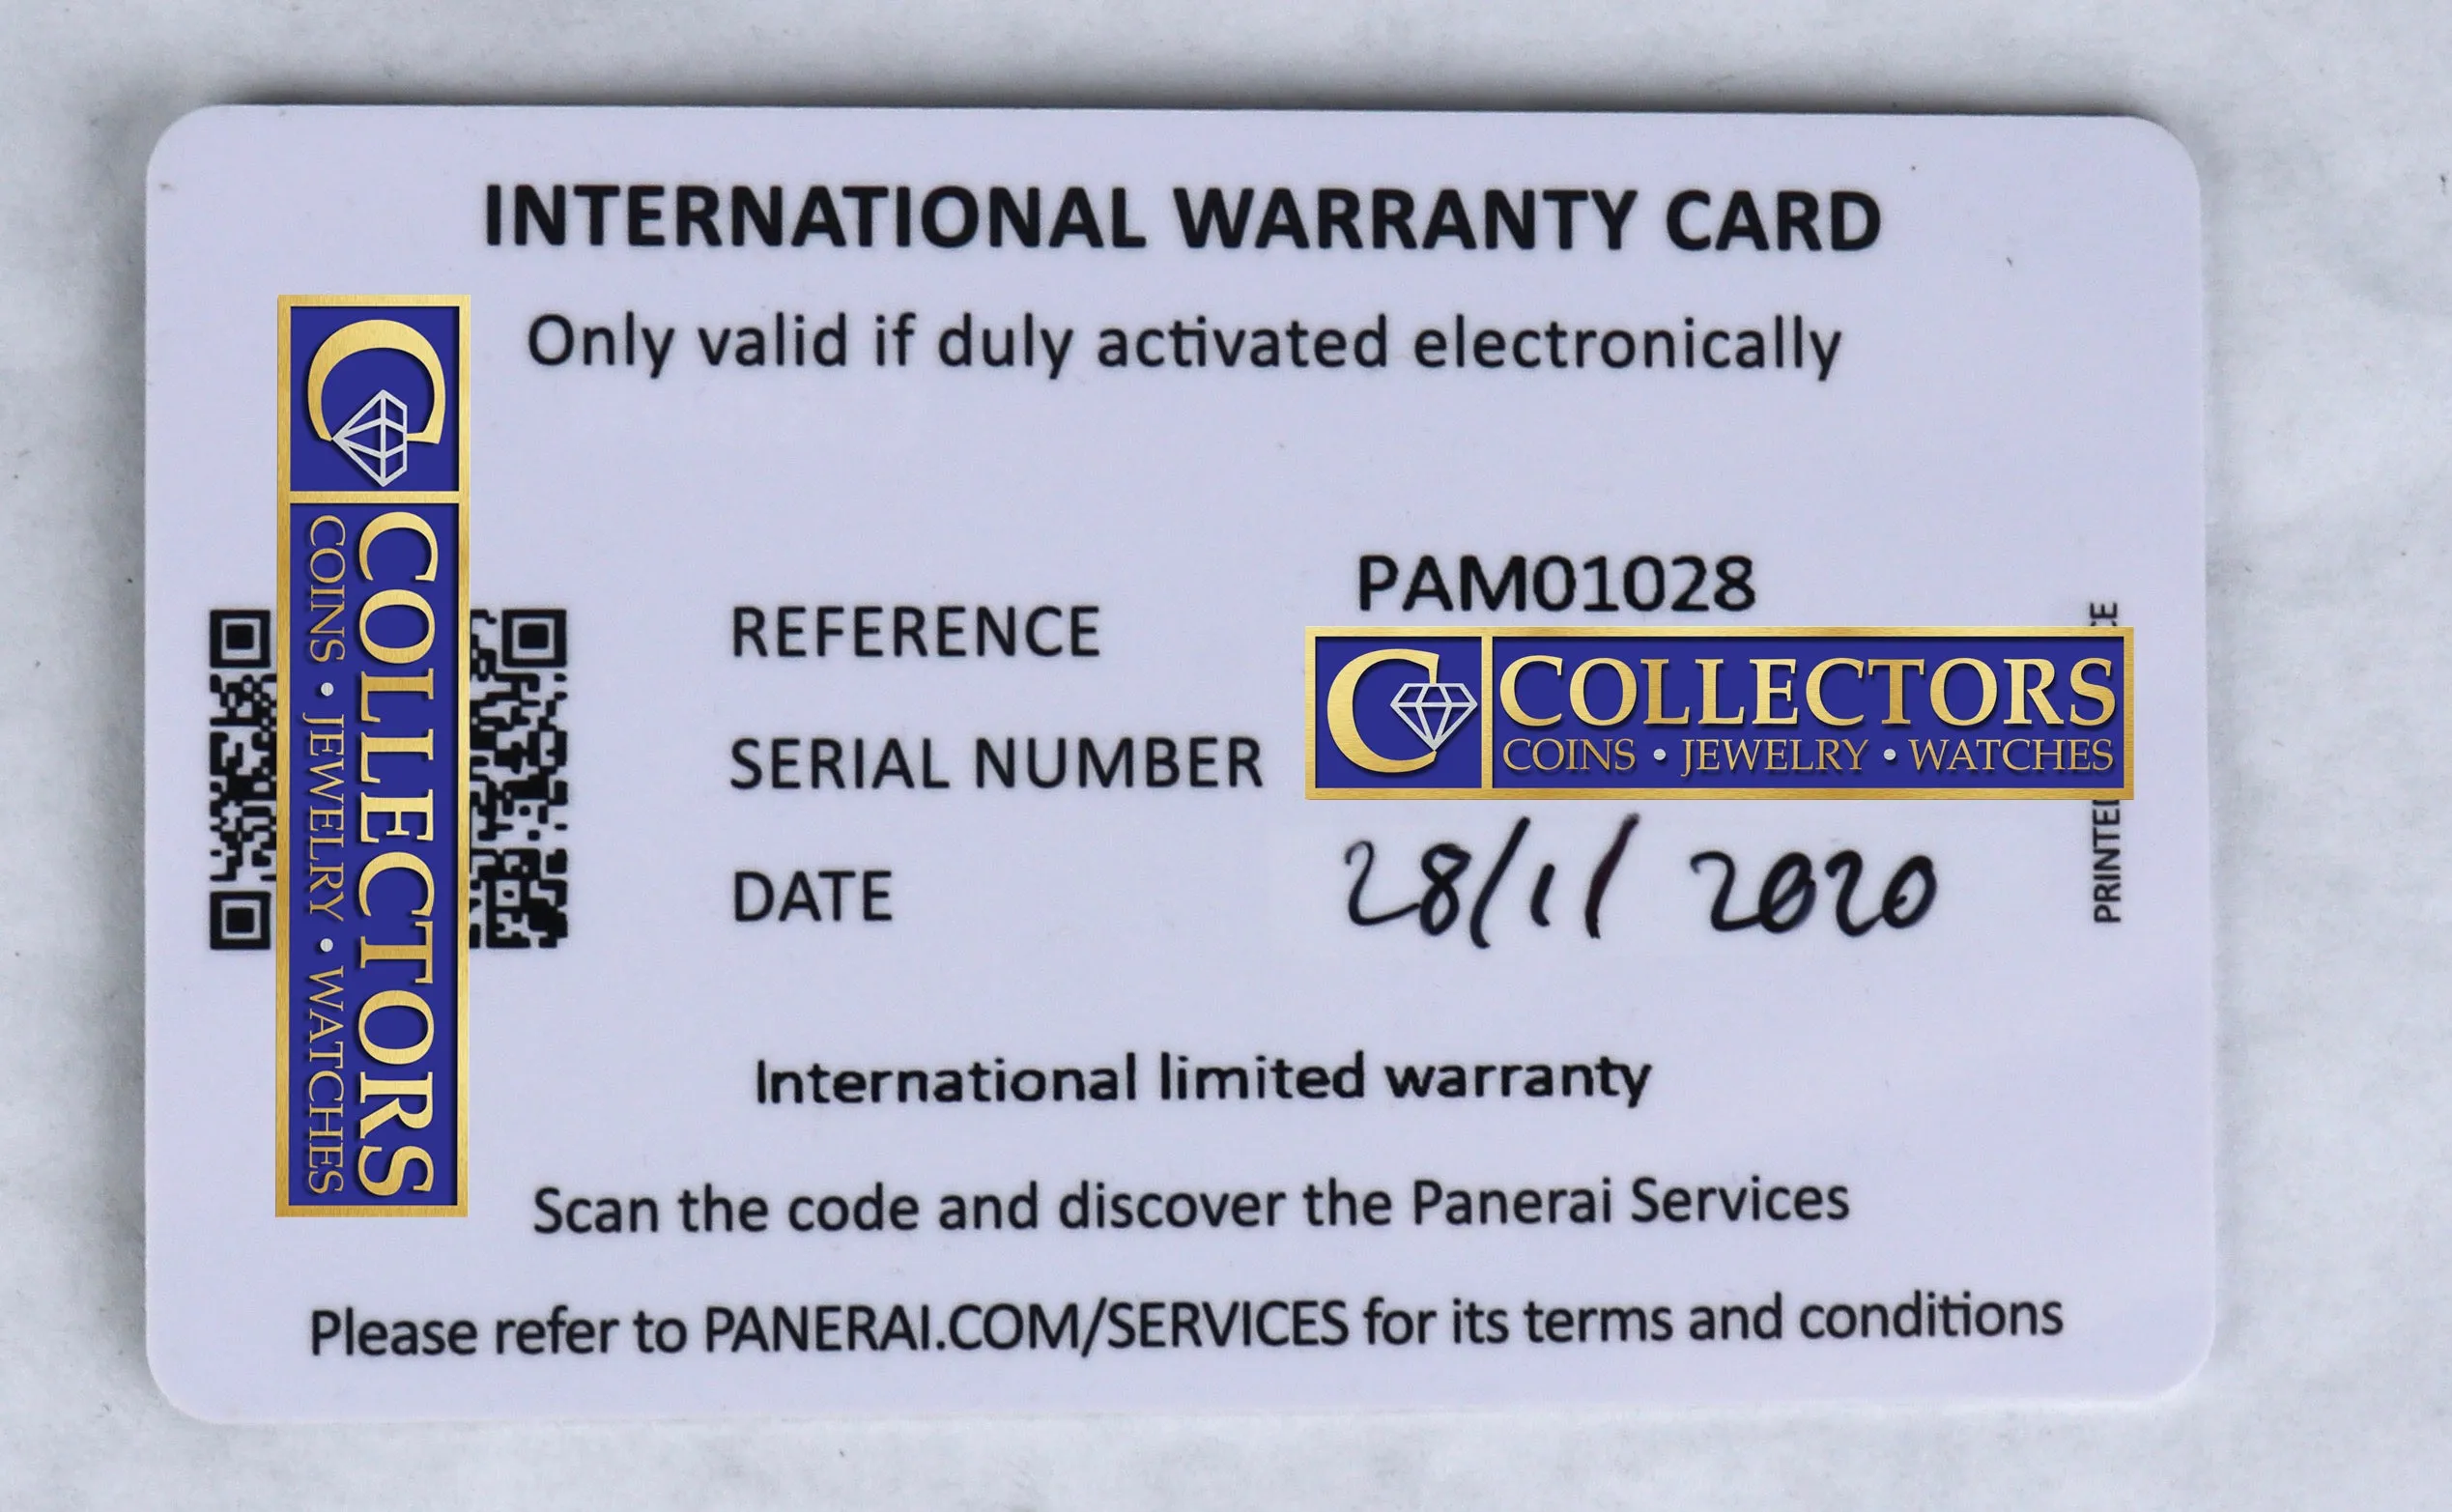 INTERNATIONAL WARRANTY CARD
Only valid if duly activated electronically
C COLLECTORS
COINS • JEWELRY • WATCHES
REFERENCE PAM01028
SERIAL NUMBER
C COLLECTORS
COINS • JEWELRY • WATCHES
DATE 28/1/ 2020
PRINTED
International limited warranty
Scan the code and discover the Panerai Services
Please refer to PANERAI.COM/SERVICES for its terms and conditions